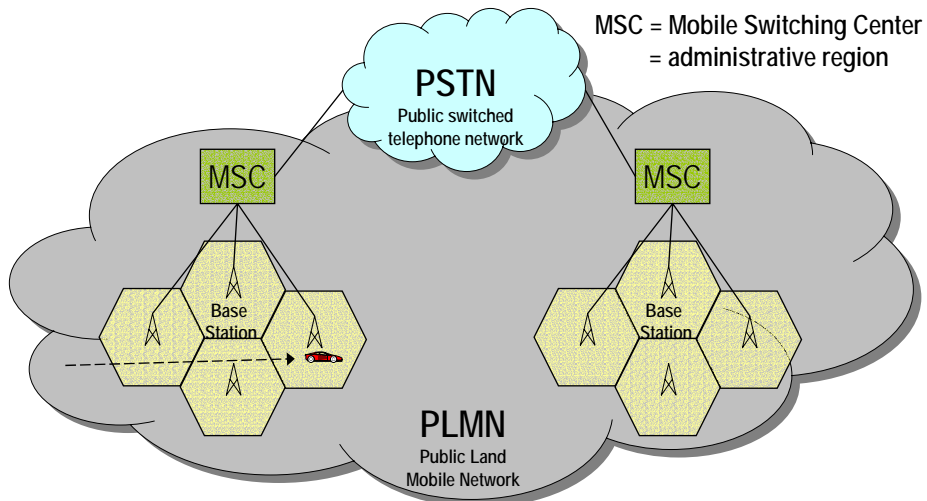 MSC = Mobile Switching Center
= administrative region
PSTN
Public switched
telephone network
MSC
MSC
Base
Station
Base
Station
PLMN
Public Land
Mobile Network